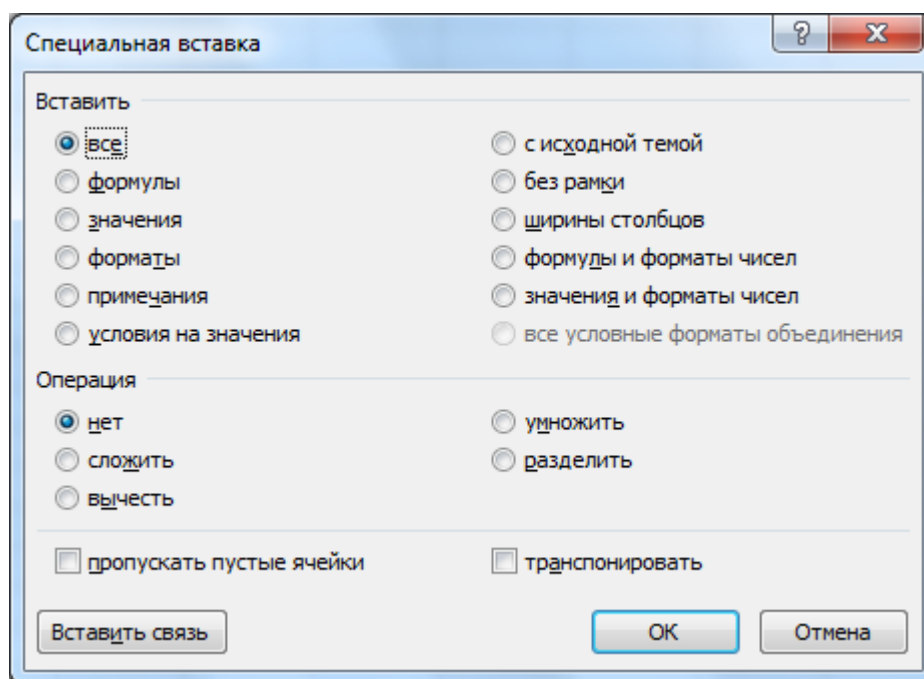 Специальная вставка
Вставить
все
с исходной темой
формулы
без рамки
значения
ширины столбцов
форматы
формулы и форматы чисел
примечания
значения и форматы чисел
условия на значения
все условные форматы объединения
Операция
нет
умножить
сложить
разделить
вычесть
пропускать пустые ячейки
транспонировать
Вставить связь
ОК
Отмена